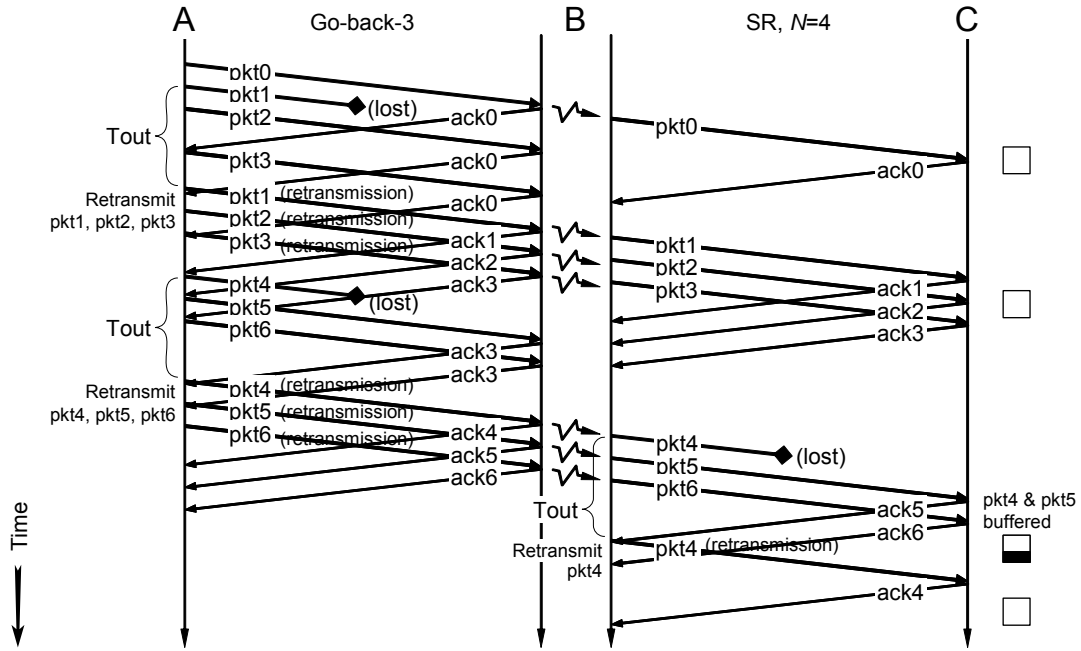 A Go-back-3 B SR, N=4 C
pkt0
pkt1
(lost)
pkt2
ack0
pkt0
Tout
pkt3
ack0
ack0
pkt1 (retransmission)
ack0
Retransmit
pkt1, pkt2, pkt3
pkt2 (retransmission)
pkt3 (retransmission)
ack1
pkt1
ack2
pkt2
pkt4
ack3
pkt3
ack1
(lost)
pkt5
ack2
Tout
pkt6
ack3
ack3
ack3
pkt4 (retransmission)
Retransmit
pkt4, pkt5, pkt6
pkt5 (retransmission)
pkt6 (retransmission)
ack4
pkt4
(lost)
ack5
pkt5
ack6
pkt6
pkt4 & pkt5
buffered
Tout
ack5
ack6
Retransmit
pkt4
pkt4 (retransmission)
ack4
Time